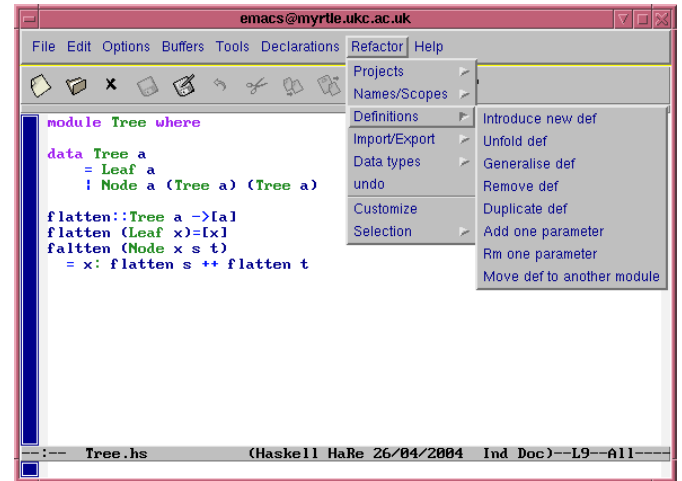 emacs@myrtle.ukc.ac.uk
File Edit Options Buffers Tools Declarations Refactor Help
Projects
Names/Scopes
Definitions
Import/Export
Data types
undo
Customize
Selection
Introduce new def
Unfold def
Generalise def
Remove def
Duplicate def
Add one parameter
Rm one parameter
Move def to another module
module Tree where
data Tree a
= Leaf a
| Node a (Tree a) (Tree a)
flatten::Tree a ->[a]
flatten (Leaf x)=[x]
faltten (Node x s t)
= x: flatten s ++ flatten t
--:-- Tree.hs (Haskell HaRe 26/04/2004 Ind Doc)--L9--All----